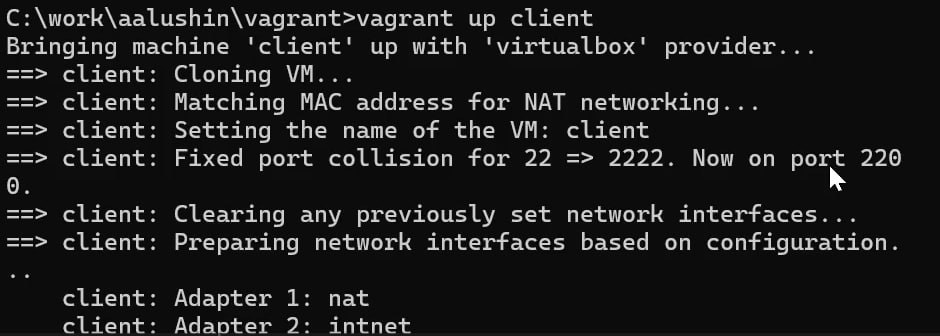 C:\work\aalushin\vagrant>vagrant up client
Bringing machine 'client' up with 'virtualbox' provider...
==> client: Cloning VM...
==> client: Matching MAC address for NAT networking...
==> client: Setting the name of the VM: client
==> client: Fixed port collision for 22 => 2222. Now on port 220
0.
==> client: Clearing any previously set network interfaces...
==> client: Preparing network interfaces based on configuration.
..
    client: Adapter 1: nat
    client: Adapter 2: intnet